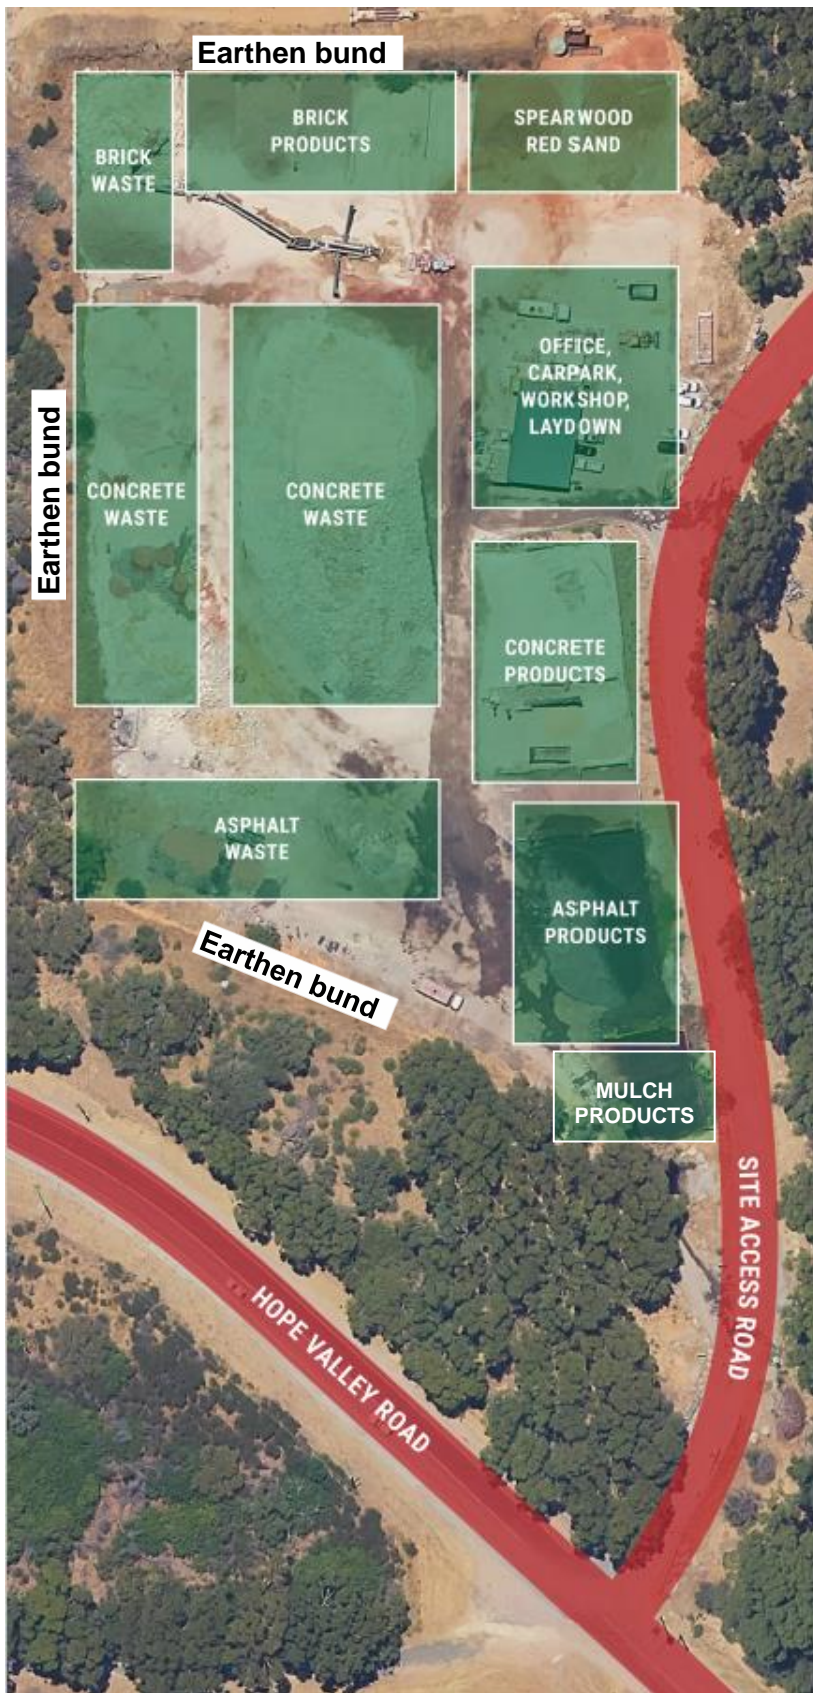 Earthen bund
BRICK
WASTE
BRICK
PRODUCTS
SPEARWOOD
RED SAND
OFFICE,
CARPARK,
WORKSHOP,
LAYDOWN
Earthen bund
CONCRETE
WASTE
CONCRETE
WASTE
CONCRETE
PRODUCTS
ASPHALT
WASTE
ASPHALT
PRODUCTS
Earthen bund
MULCH
PRODUCTS
SITE ACCESS ROAD
HOPE VALLEY ROAD